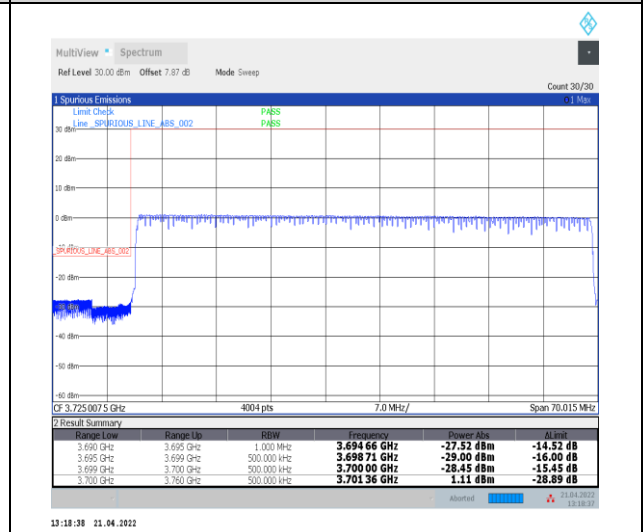 MultiView Spectrum
Ref Level 30.00 dBm Offset 7.87 dB Mode Sweep
Count 30/30
1 Spurious Emissions 1 Max
Limit Check PASS
Line _SPURIOUS_LINE_ABS_002 PASS
30 dBm
20 dBm
10 dBm
0 dBm
_SPURIOUS_LINE_ABS_002
-20 dBm
-40 dBm
-50 dBm
-60 dBm
CF 3.725 007 5 GHz 4004 pts 7.0 MHz/ Span 70.015 MHz
2 Result Summary
Range Low Range Up RBW Frequency Power Abs ΔLimit
3.690 GHz 3.695 GHz 1.000 MHz 3.694 66 GHz -27.52 dBm -14.52 dB
3.695 GHz 3.699 GHz 500.000 kHz 3.698 71 GHz -29.00 dBm -16.00 dB
3.699 GHz 3.700 GHz 500.000 kHz 3.700 00 GHz -28.45 dBm -15.45 dB
3.700 GHz 3.760 GHz 500.000 kHz 3.701 36 GHz 1.11 dBm -28.89 dB
Aborted 21.04.2022
13:18:37
13:18:38 21.04.2022